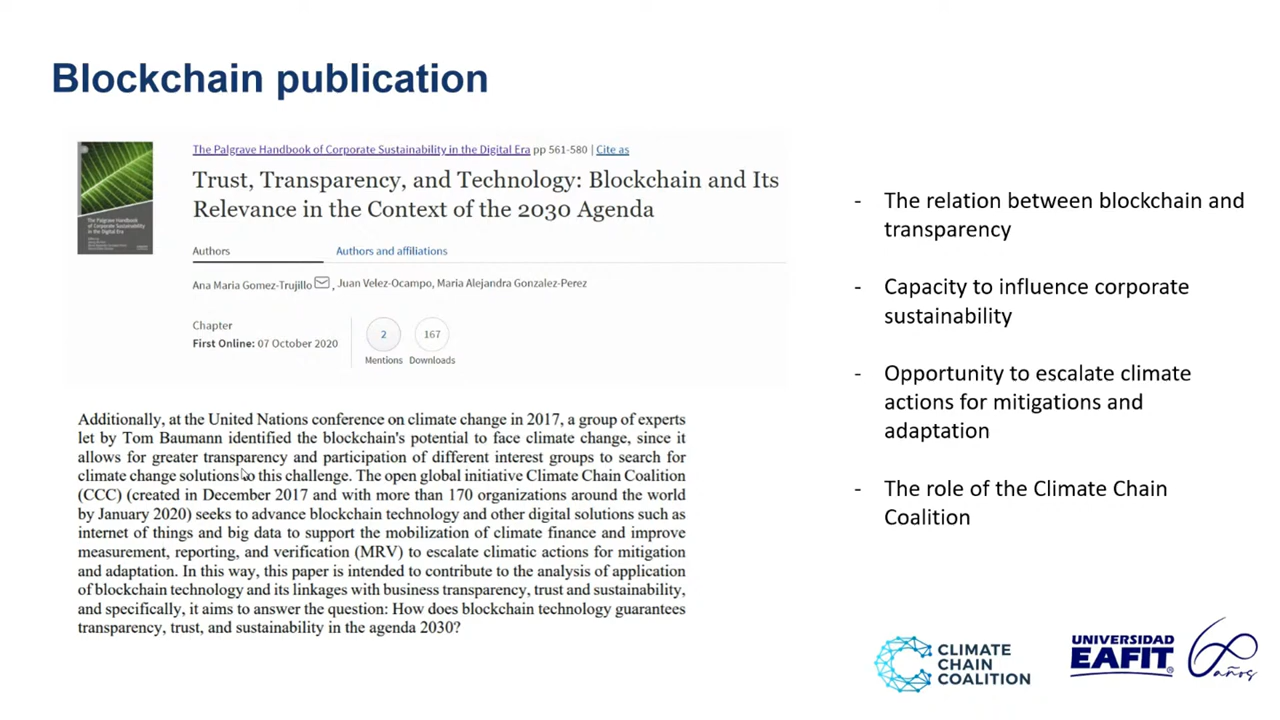 Blockchain publication
The Palgrave Handbook of Corporate Sustainability in the Digital Era pp 561-580 | Cite as
Trust, Transparency, and Technology: Blockchain and Its
Relevance in the Context of the 2030 Agenda
Authors
Authors and affiliations
Ana Maria Gomez-Trujillo, Juan Velez-Ocampo, Maria Alejandra Gonzalez-Perez
Chapter
First Online: 07 October 2020
2
Mentions
167
Downloads
The Palgrave Handbook
of Corporate Sustainability
in the Digital Era
Additionally, at the United Nations conference on climate change in 2017, a group of experts
let by Tom Baumann identified the blockchain's potential to face climate change, since it
allows for greater transparency and participation of different interest groups to search for
climate change solutions to this challenge. The open global initiative Climate Chain Coalition
(CCC) (created in December 2017 and with more than 170 organizations around the world
by January 2020) seeks to advance blockchain technology and other digital solutions such as
internet of things and big data to support the mobilization of climate finance and improve
measurement, reporting, and verification (MRV) to escalate climatic actions for mitigation
and adaptation. In this way, this paper is intended to contribute to the analysis of application
of blockchain technology and its linkages with business transparency, trust and sustainability,
and specifically, it aims to answer the question: How does blockchain technology guarantees
transparency, trust, and sustainability in the agenda 2030?
- The relation between blockchain and
transparency
- Capacity to influence corporate
sustainability
- Opportunity to escalate climate
actions for mitigations and
adaptation
- The role of the Climate Chain
Coalition
CLIMATE
CHAIN
COALITION
UNIVERSIDAD
EAFIT®
60
años